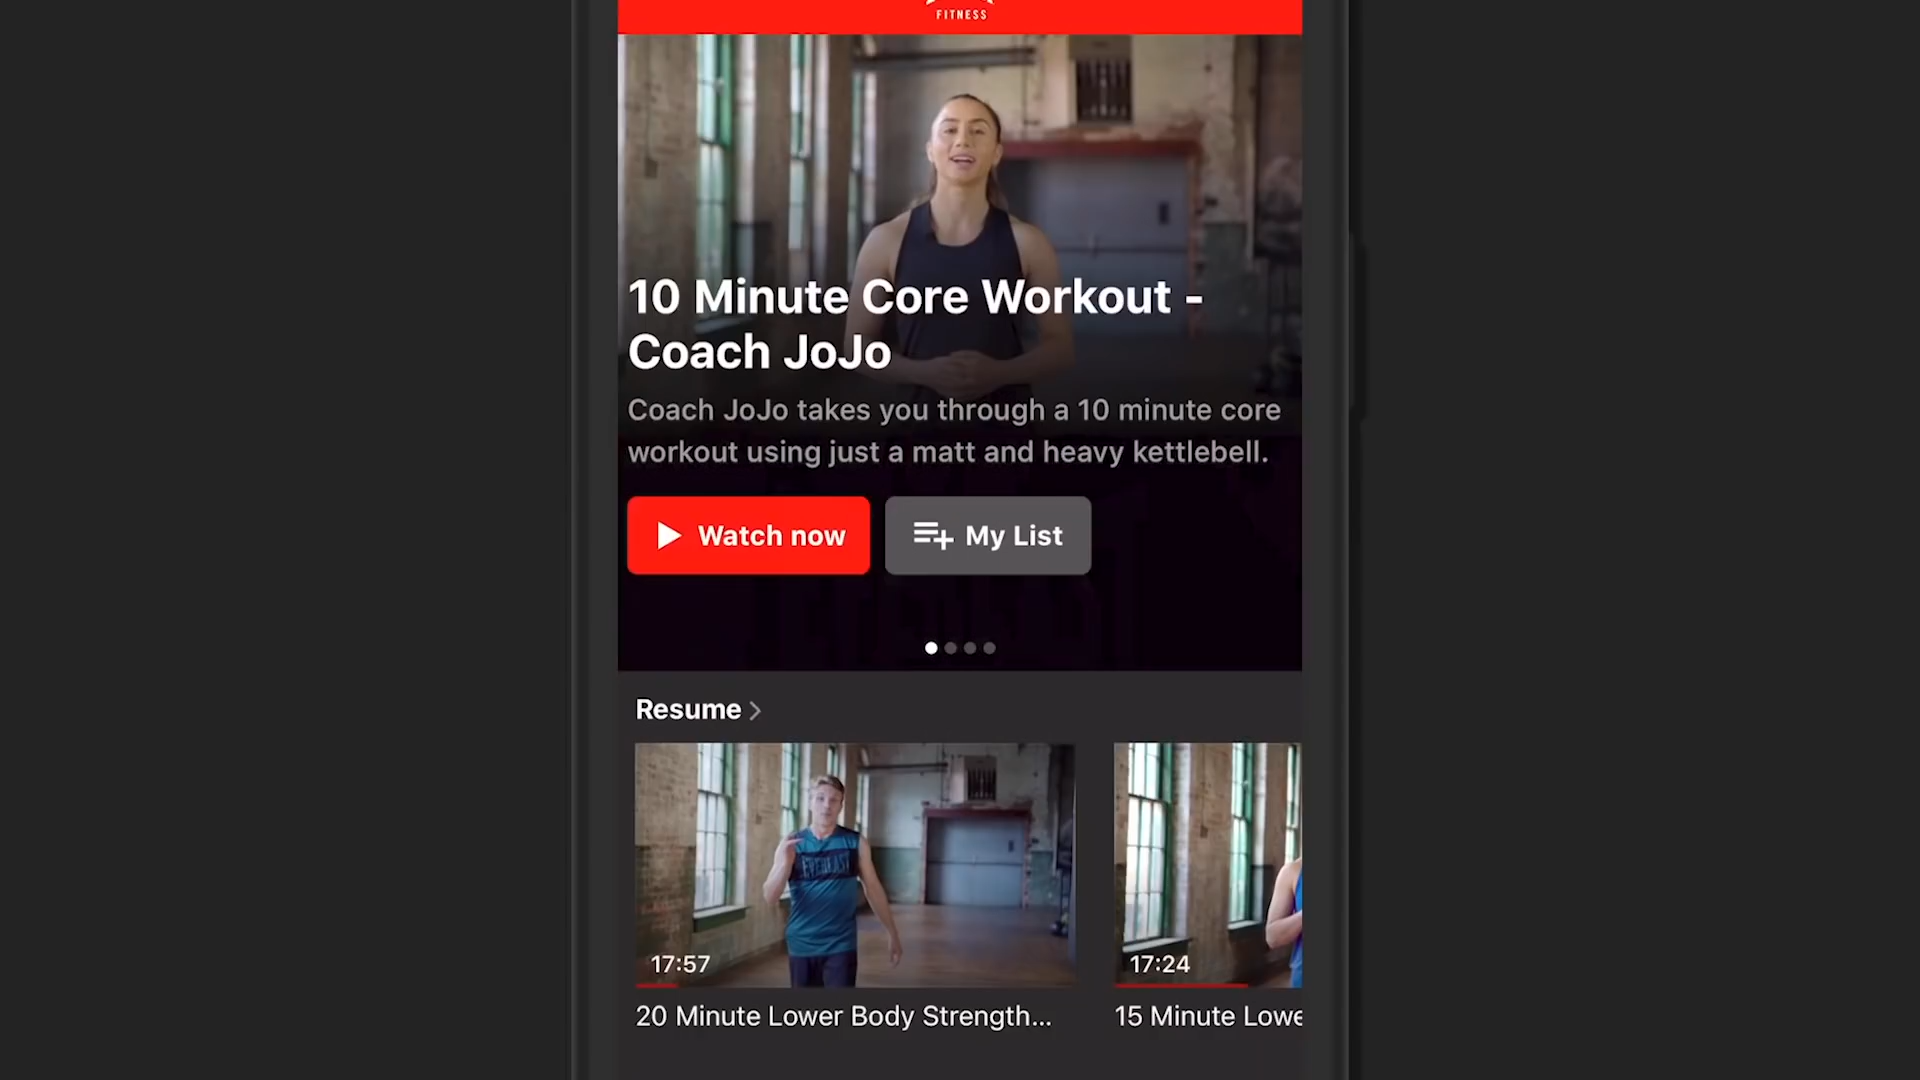 FITNESS
10 Minute Core Workout -
Coach JoJo
Coach JoJo takes you through a 10 minute core
workout using just a matt and heavy kettlebell.
Watch now
My List
Resume
EVERLAST
17:57
17:24
20 Minute Lower Body Strength...
15 Minute Lowe